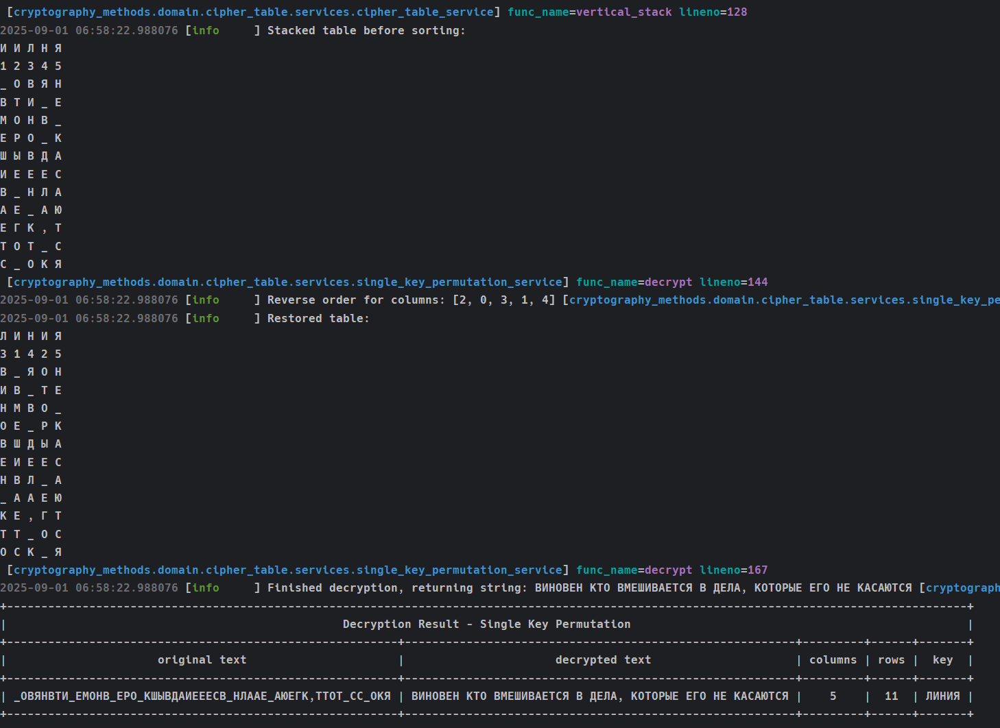 [cryptography_methods.domain.cipher_table.services.cipher_table_service] func_name=vertical_stack lineno=128
2025-09-01 06:58:22.988076 [info     ] Stacked table before sorting:
И И Л Н Я
1 2 3 4 5
_ О В Я Н
В Т И _ Е
М О Н В _
Е Р О _ К
Ш Ы В Д А
И Е Е Е С
В _ Н Л А
А Е _ А Ю
Е Г К , Т
Т О Т _ С
С _ О К Я
[cryptography_methods.domain.cipher_table.services.single_key_permutation_service] func_name=decrypt lineno=144
2025-09-01 06:58:22.988076 [info     ] Reverse order for columns: [2, 0, 3, 1, 4] [cryptography_methods.domain.cipher_table.services.single_key_pe
2025-09-01 06:58:22.988076 [info     ] Restored table:
Л И Н И Я
3 1 4 2 5
В _ Я О Н
И В _ Т Е
Н М В О _
О Е _ Р К
В Ш Д Ы А
Е И Е Е С
Н В Л _ А
_ А А Е Ю
К Е , Г Т
Т Т _ О С
О С К _ Я
[cryptography_methods.domain.cipher_table.services.single_key_permutation_service] func_name=decrypt lineno=167
2025-09-01 06:58:22.988076 [info     ] Finished decryption, returning string: ВИНОВЕН КТО ВМЕШИВАЕТСЯ В ДЕЛА, КОТОРЫЕ ЕГО НЕ КАСАЮТСЯ [cryptograph
+--------------------------------------------------------------------------------------------------------------------------------------------+
| Decryption Result - Single Key Permutation |
+---------------------------------------------------------+---------------------------------------------------------+---------+------+-------+
| original text | decrypted text | columns | rows | key |
+---------------------------------------------------------+---------------------------------------------------------+---------+------+-------+
| _ОВЯНВТИ_ЕМОНВ_ЕРО_КШЫВДАИЕЕЕСВ_НЛААЕ_АЮЕГК,ТТОТ_СС_ОКЯ | ВИНОВЕН КТО ВМЕШИВАЕТСЯ В ДЕЛА, КОТОРЫЕ ЕГО НЕ КАСАЮТСЯ | 5 | 11 | ЛИНИЯ |
+---------------------------------------------------------+---------------------------------------------------------+---------+------+-------+